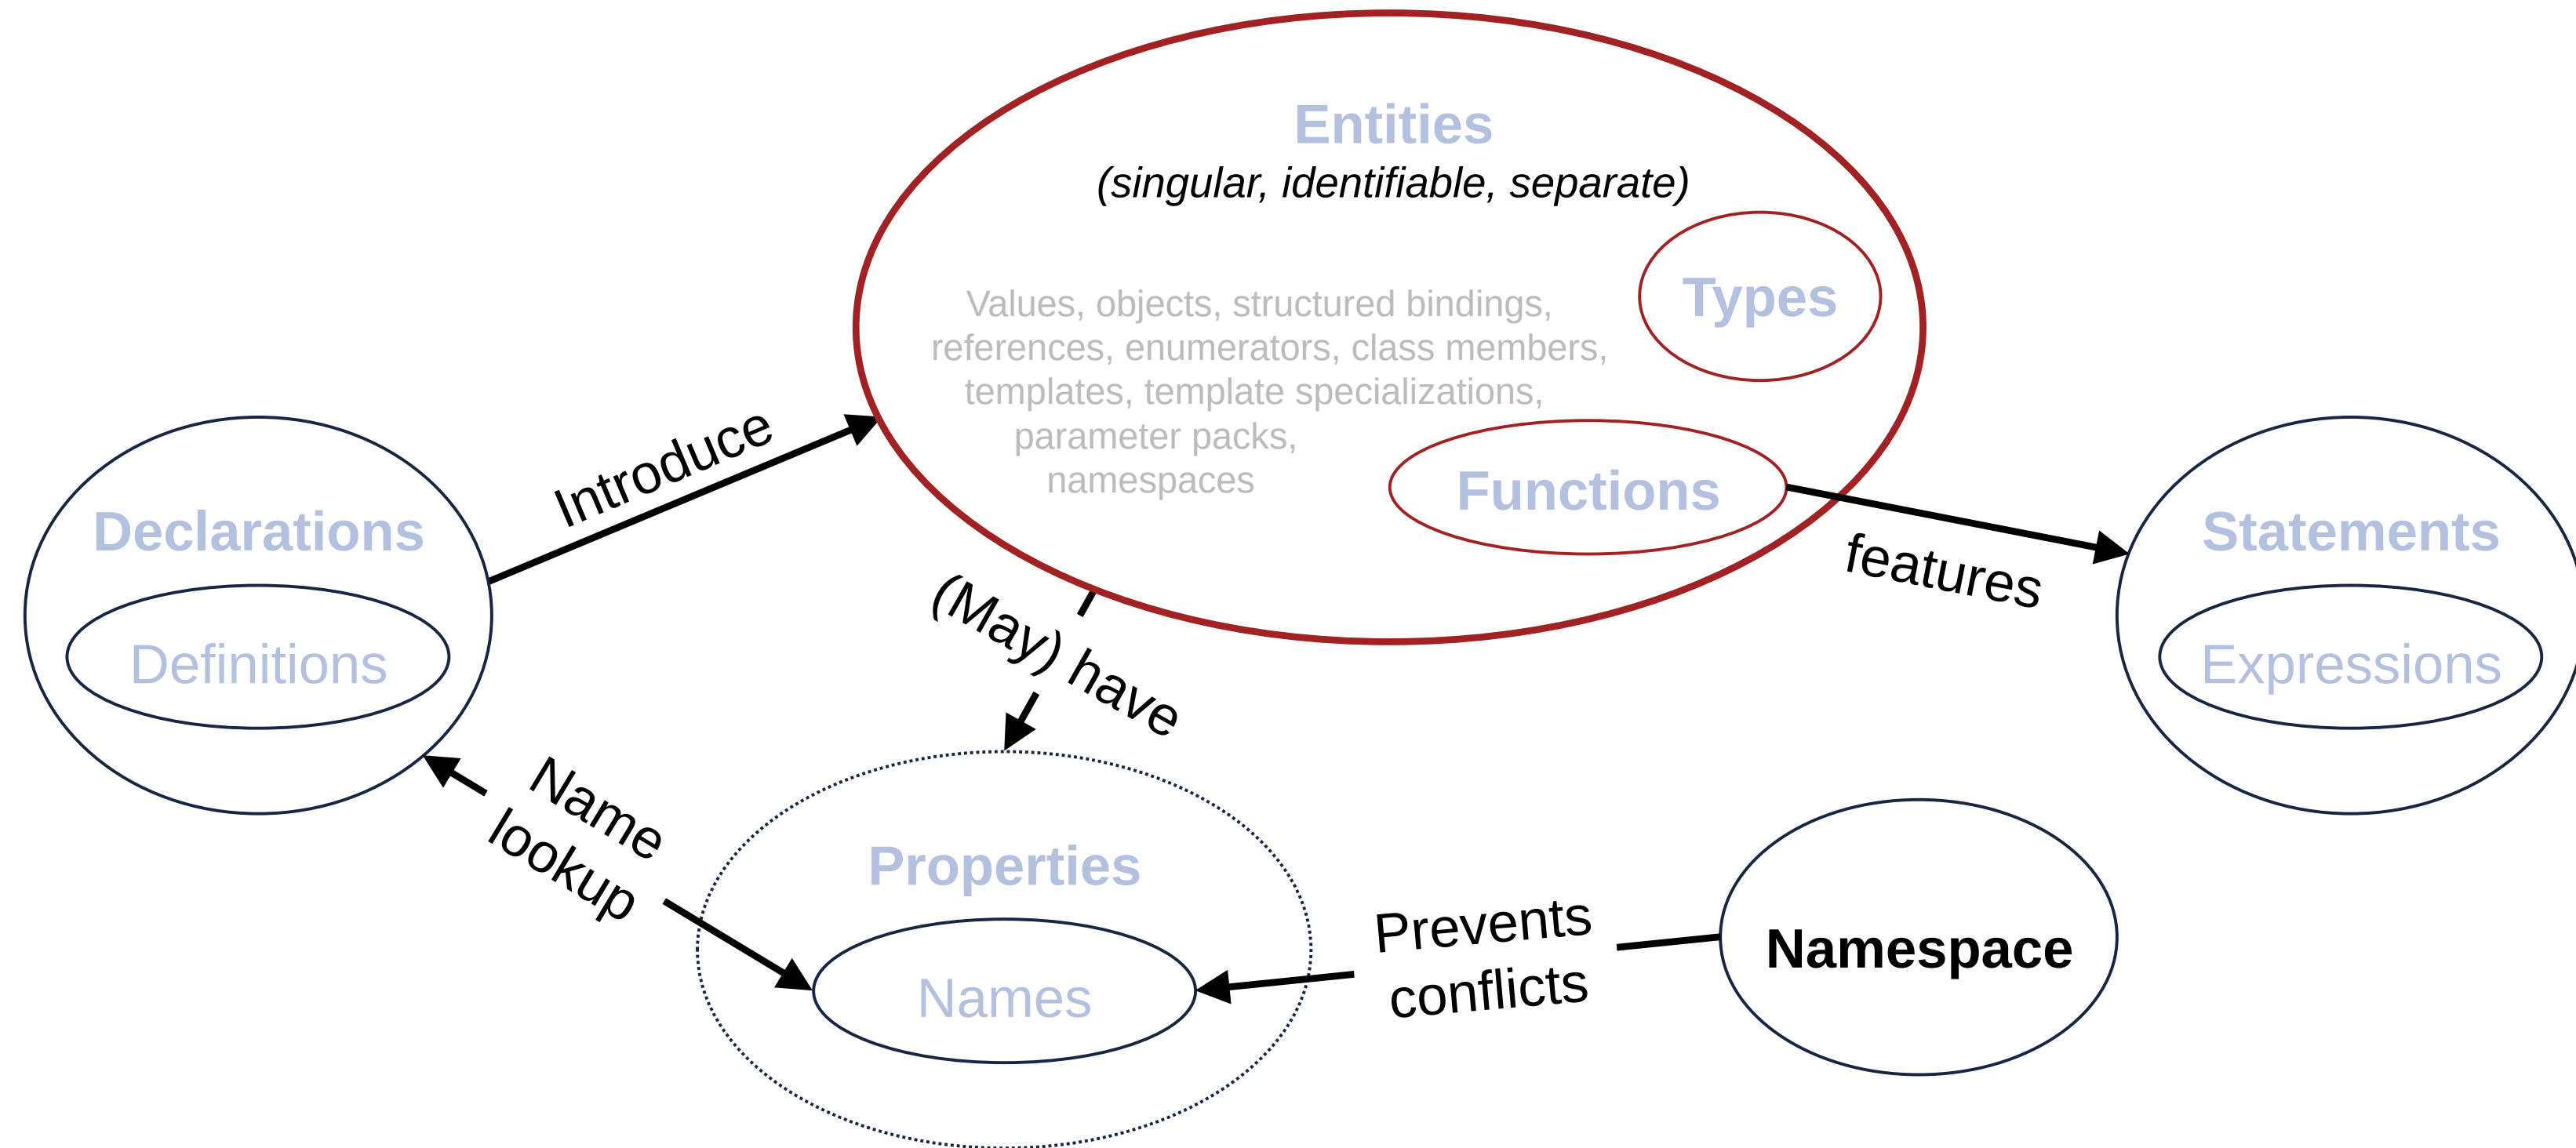 Entities
(singular, identifiable, separate)
Types
Values, objects, structured bindings,
references, enumerators, class members,
templates, template specializations,
parameter packs,
namespaces
Functions
Introduce
Declarations
Definitions
features
Statements
Expressions
(May) have
Name
lookup
Properties
Names
Prevents
conflicts
Namespace